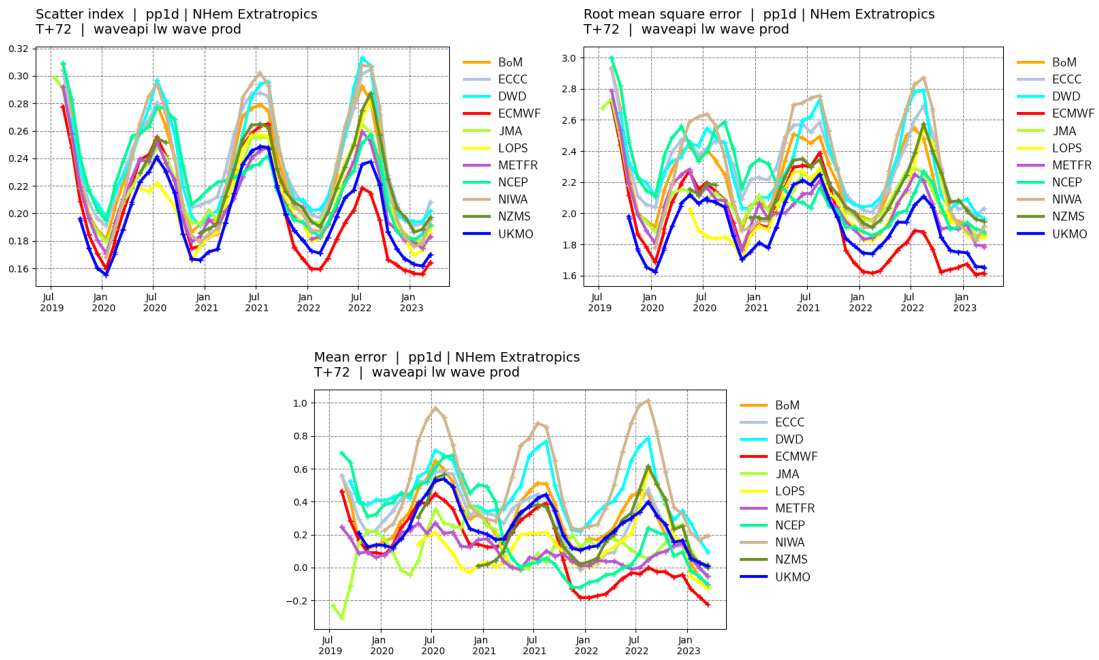 Scatter index | pp1d | NHem Extratropics
T+72 | waveapi lw wave prod
0.32
0.30
0.28
0.26
0.24
0.22
0.20
0.18
0.16
Jul Jan Jul Jan Jul Jan Jul Jan
2019 2020 2020 2021 2021 2022 2022 2023
BoM
ECCC
DWD
ECMWF
JMA
LOPS
METFR
NCEP
NIWA
NZMS
UKMO
Root mean square error | pp1d | NHem Extratropics
T+72 | waveapi lw wave prod
3.0
2.8
2.6
2.4
2.2
2.0
1.8
1.6
Jul Jan Jul Jan Jul Jan Jul Jan
2019 2020 2020 2021 2021 2022 2022 2023
BoM
ECCC
DWD
ECMWF
JMA
LOPS
METFR
NCEP
NIWA
NZMS
UKMO
Mean error | pp1d | NHem Extratropics
T+72 | waveapi lw wave prod
1.0
0.8
0.6
0.4
0.2
0.0
−0.2
Jul Jan Jul Jan Jul Jan Jul Jan
2019 2020 2020 2021 2021 2022 2022 2023
BoM
ECCC
DWD
ECMWF
JMA
LOPS
METFR
NCEP
NIWA
NZMS
UKMO